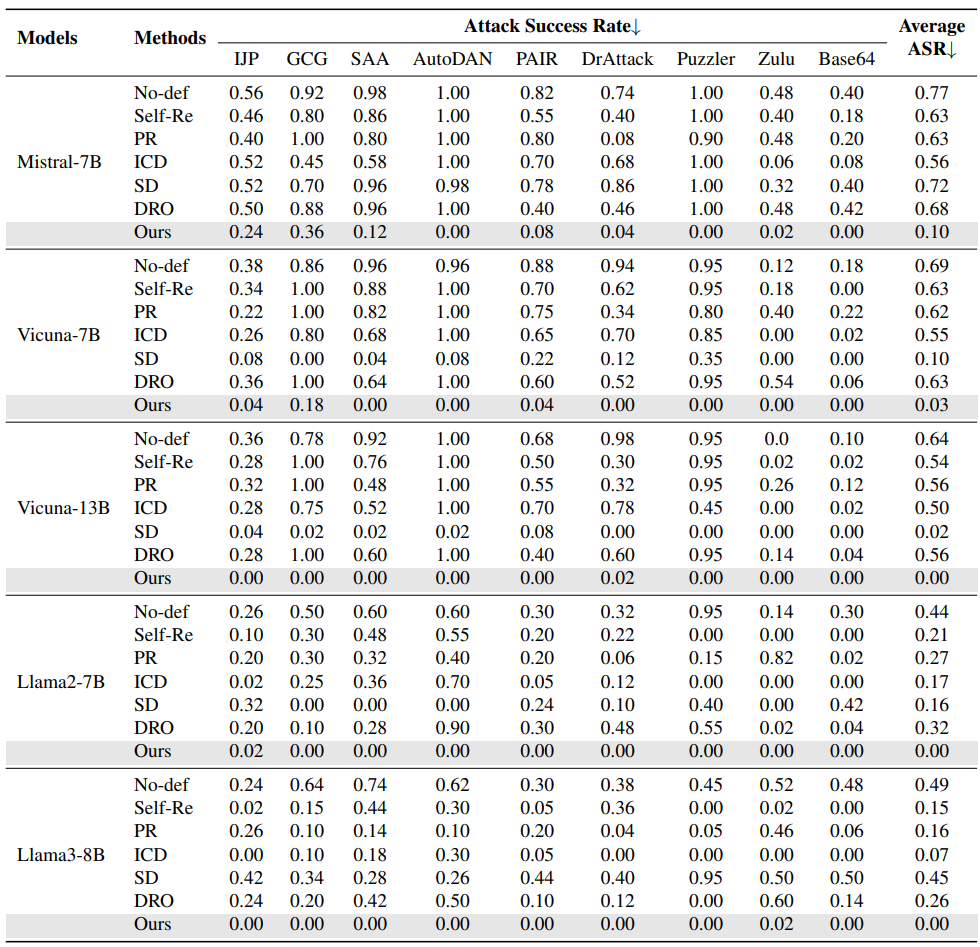 Models Methods Attack Success Rate↓ Average ASR↓
IJP GCG SAA AutoDAN PAIR DrAttack Puzzler Zulu Base64
Mistral-7B
No-def 0.56 0.92 0.98 1.00 0.82 0.74 1.00 0.48 0.40 0.77
Self-Re 0.46 0.80 0.86 1.00 0.55 0.40 1.00 0.40 0.18 0.63
PR 0.40 1.00 0.80 1.00 0.80 0.08 0.90 0.48 0.20 0.63
ICD 0.52 0.45 0.58 1.00 0.70 0.68 1.00 0.06 0.08 0.56
SD 0.52 0.70 0.96 0.98 0.78 0.86 1.00 0.32 0.40 0.72
DRO 0.50 0.88 0.96 1.00 0.40 0.46 1.00 0.48 0.42 0.68
Ours 0.24 0.36 0.12 0.00 0.08 0.04 0.00 0.02 0.00 0.10
Vicuna-7B
No-def 0.38 0.86 0.96 0.96 0.88 0.94 0.95 0.12 0.18 0.69
Self-Re 0.34 1.00 0.88 1.00 0.70 0.62 0.95 0.18 0.00 0.63
PR 0.22 1.00 0.82 1.00 0.75 0.34 0.80 0.40 0.22 0.62
ICD 0.26 0.80 0.68 1.00 0.65 0.70 0.85 0.00 0.02 0.55
SD 0.08 0.00 0.04 0.08 0.22 0.12 0.35 0.00 0.00 0.10
DRO 0.36 1.00 0.64 1.00 0.60 0.52 0.95 0.54 0.06 0.63
Ours 0.04 0.18 0.00 0.00 0.04 0.00 0.00 0.00 0.00 0.03
Vicuna-13B
No-def 0.36 0.78 0.92 1.00 0.68 0.98 0.95 0.0 0.10 0.64
Self-Re 0.28 1.00 0.76 1.00 0.50 0.30 0.95 0.02 0.02 0.54
PR 0.32 1.00 0.48 1.00 0.55 0.32 0.95 0.26 0.12 0.56
ICD 0.28 0.75 0.52 1.00 0.70 0.78 0.45 0.00 0.02 0.50
SD 0.04 0.02 0.02 0.02 0.08 0.00 0.00 0.00 0.00 0.02
DRO 0.28 1.00 0.60 1.00 0.40 0.60 0.95 0.14 0.04 0.56
Ours 0.00 0.00 0.00 0.00 0.00 0.02 0.00 0.00 0.00 0.00
Llama2-7B
No-def 0.26 0.50 0.60 0.60 0.30 0.32 0.95 0.14 0.30 0.44
Self-Re 0.10 0.30 0.48 0.55 0.20 0.22 0.00 0.00 0.00 0.21
PR 0.20 0.30 0.32 0.40 0.20 0.06 0.15 0.82 0.02 0.27
ICD 0.02 0.25 0.36 0.70 0.05 0.12 0.00 0.00 0.00 0.17
SD 0.32 0.00 0.00 0.00 0.24 0.10 0.40 0.00 0.42 0.16
DRO 0.20 0.10 0.28 0.90 0.30 0.48 0.55 0.02 0.04 0.32
Ours 0.02 0.00 0.00 0.00 0.00 0.00 0.00 0.00 0.00 0.00
Llama3-8B
No-def 0.24 0.64 0.74 0.62 0.30 0.38 0.45 0.52 0.48 0.49
Self-Re 0.02 0.15 0.44 0.30 0.05 0.36 0.00 0.02 0.00 0.15
PR 0.26 0.10 0.14 0.10 0.20 0.04 0.05 0.46 0.06 0.16
ICD 0.00 0.10 0.18 0.30 0.05 0.00 0.00 0.00 0.00 0.07
SD 0.42 0.34 0.28 0.26 0.44 0.40 0.95 0.50 0.50 0.45
DRO 0.24 0.20 0.42 0.50 0.10 0.12 0.00 0.60 0.14 0.26
Ours 0.00 0.00 0.00 0.00 0.00 0.00 0.00 0.02 0.00 0.00